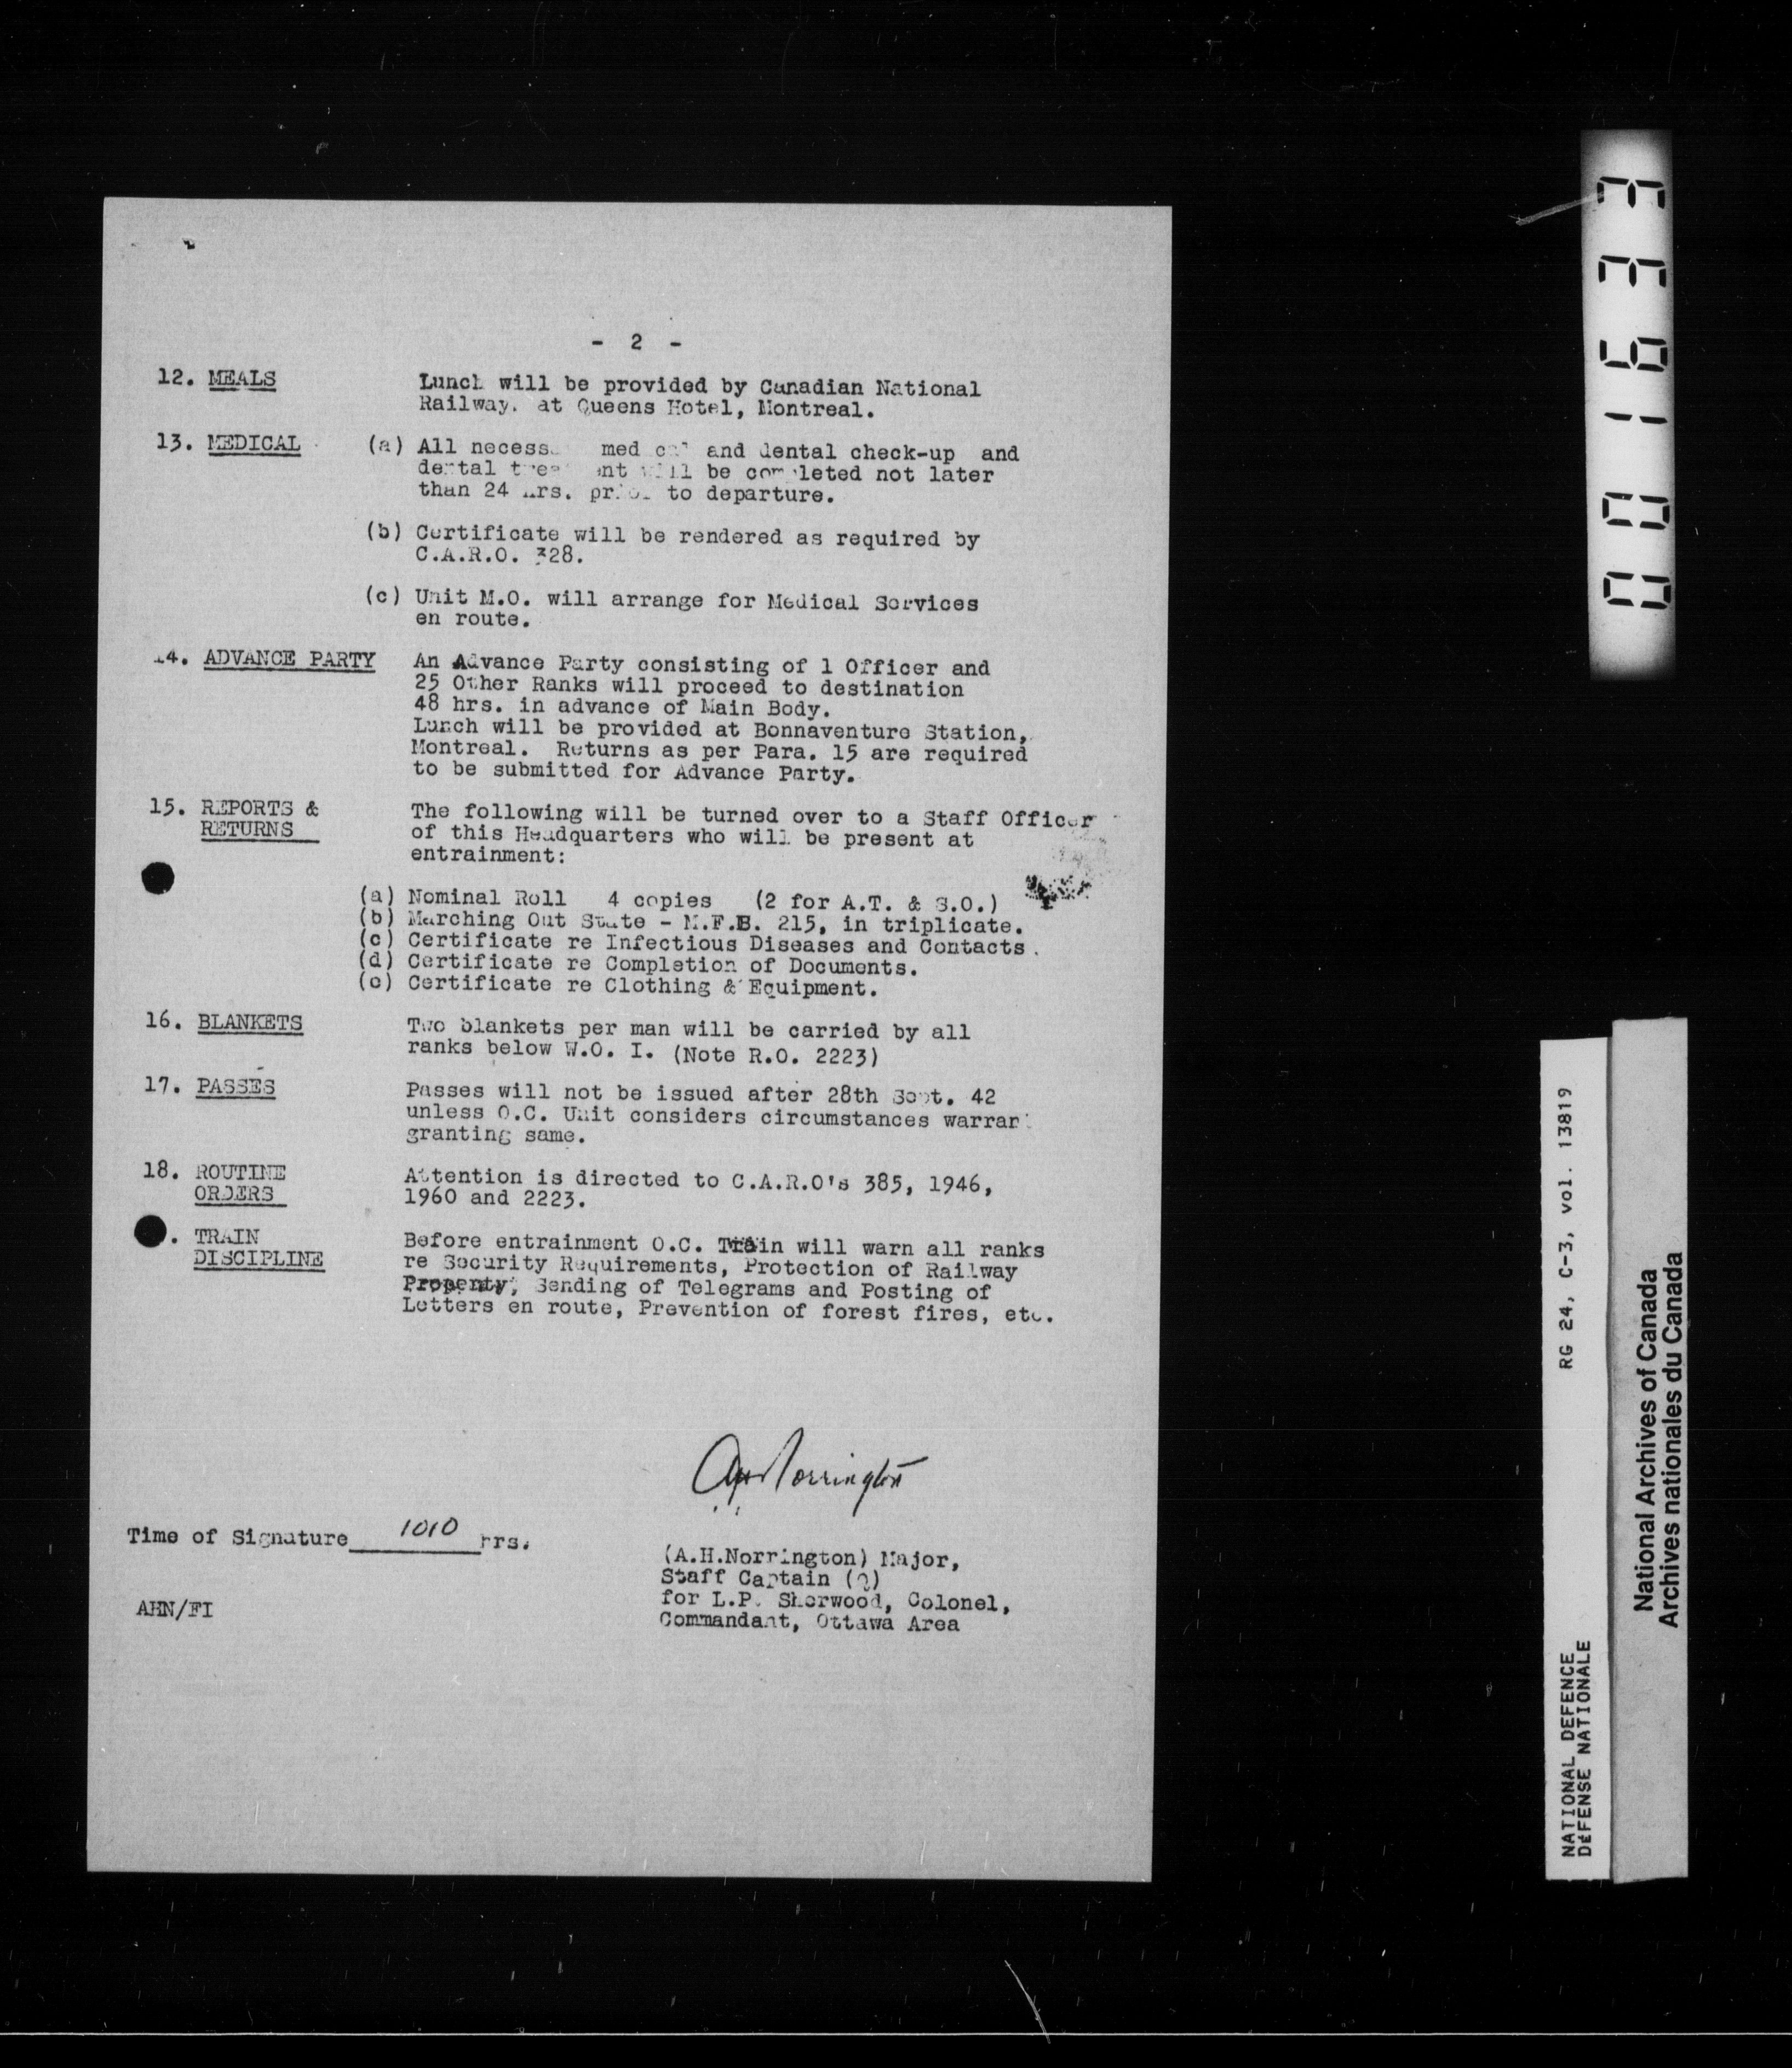 - 2 -
12. MEALS Lunch will be provided by Canadian National
Railway. at Queens Hotel, Montreal.
13. MEDICAL (a) All and dental check-up and
dental will be completed not later
than 24 hrs. prior to departure.
(b) Certificate will be rendered as required by
C.A.R.O. 328.
(c) Unit M.O. will arrange for Medical Services
en route.
14. ADVANCE PARTY An Advance Party consisting of 1 Officer and
25 Other Ranks will proceed to destination
48 hrs. in advance of Main Body.
Lunch will be provided at Bonnaventure Station,
Montreal. Returns as per Para. 15 are required
to be submitted for Advance Party.
15. REPORTS & The following will be turned over to a Staff Officer
RETURNS of this Headquarters who will be present at
entrainment:
(a) Nominal Roll 4 copies (2 for A.T. & S.O.)
(b) Marching Out State - M.F.B. 215, in triplicate.
(c) Certificate re Infectious Diseases and Contacts.
(d) Certificate re Completion of Documents.
(e) Certificate re Clothing & Equipment.
16. BLANKETS Two blankets per man will be carried by all
ranks below W.O. I. (Note R.O. 2223)
17. PASSES Passes will not be issued after 28th Sept. 42
unless O.C. Unit considers circumstances warrant
granting same.
18. ROUTINE Attention is directed to C.A.R.O's 385, 1946,
ORDERS 1960 and 2223.
. TRAIN Before entrainment O.C. Train will warn all ranks
DISCIPLINE re Security Requirements, Protection of Railway
Property, Sending of Telegrams and Posting of
Letters en route, Prevention of forest fires, etc.
AHNorrington
Time of Signature 1010 hrs.
(A.H.Norrington) Major,
Staff Captain (Q)
for L.P. Sherwood, Colonel,
AHN/FI
Commandant, Ottawa Area
001633
NATIONAL DEFENCE RG 24, C-3, vol. 13819
DéFENSE NATIONALE
National Archives of Canada
Archives nationales du Canada